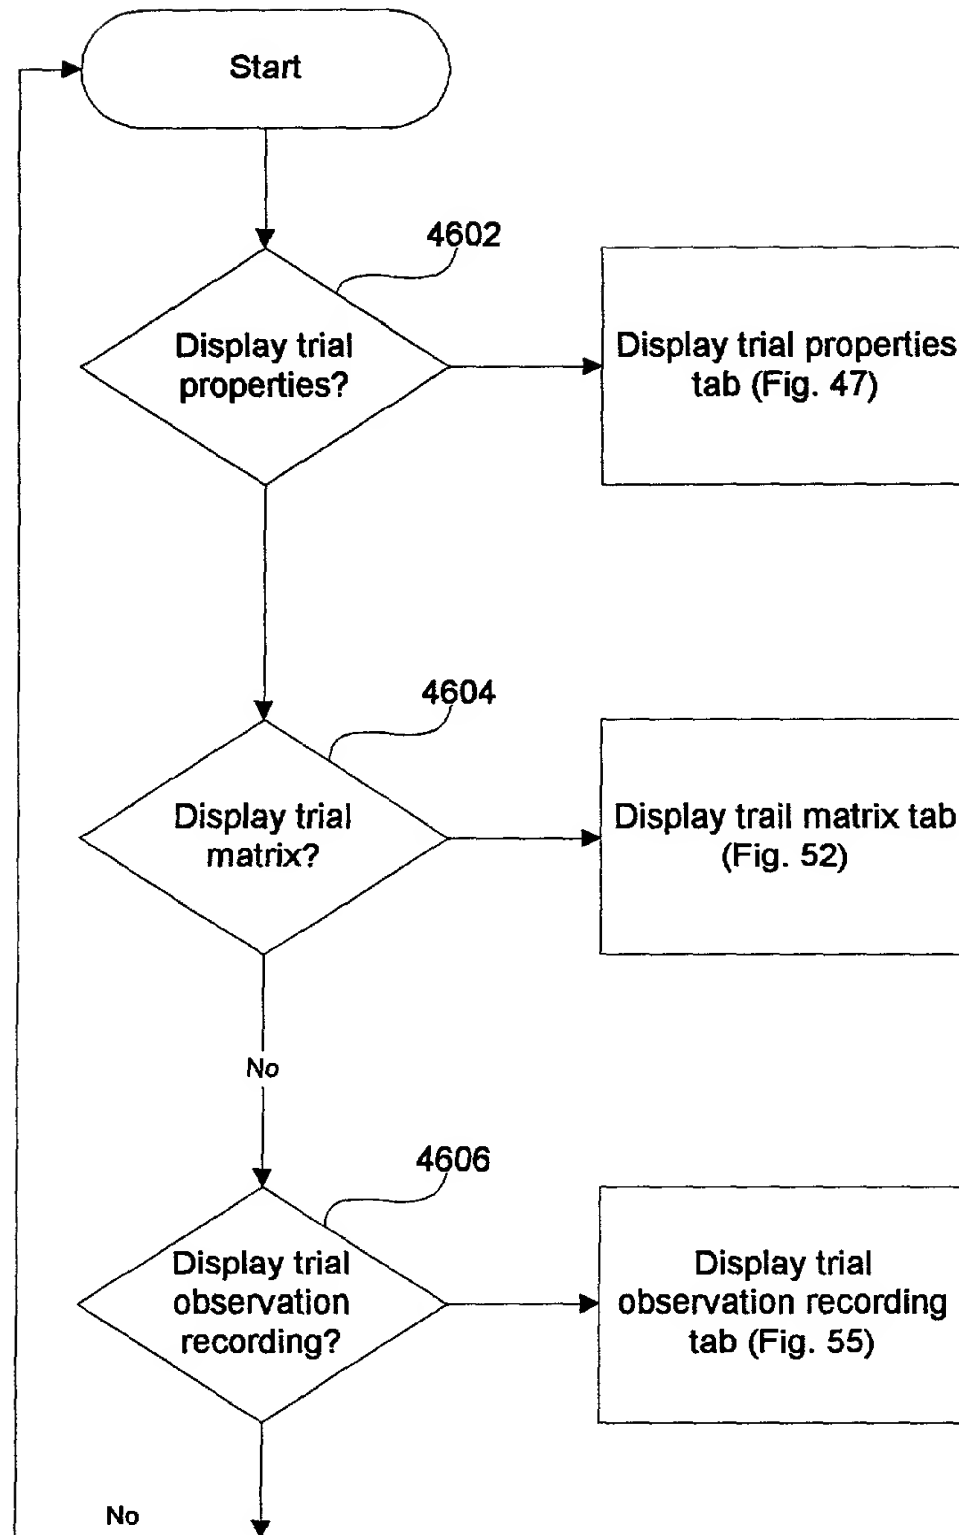 Start
4602
Display trial
properties?
Display trial properties
tab (Fig. 47)
4604
Display trial
matrix?
Display trail matrix tab
(Fig. 52)
No
4606
Display trial
observation
recording?
Display trial
observation recording
tab (Fig. 55)
No